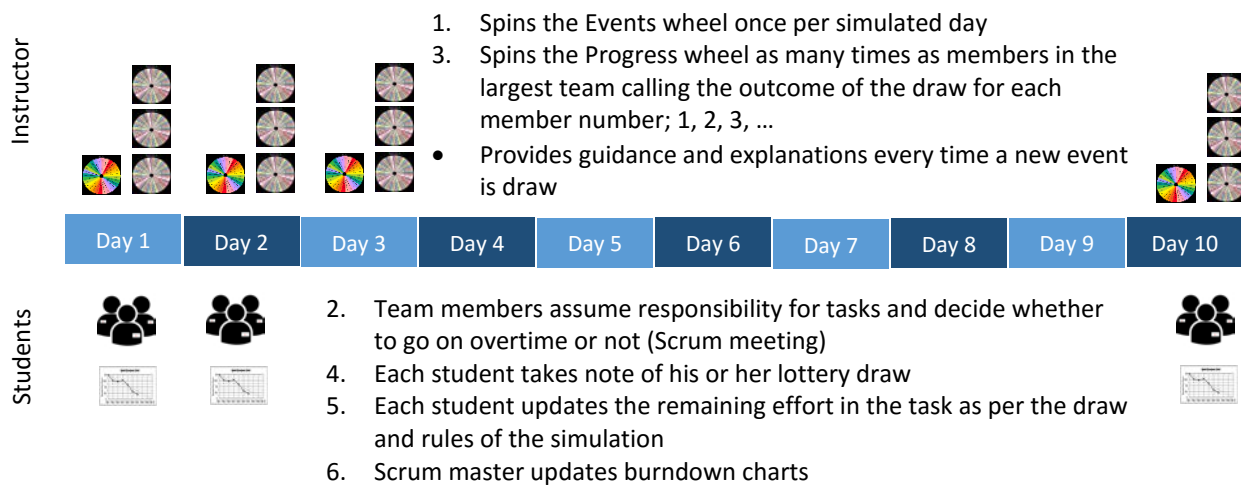 Instructor
1. Spins the Events wheel once per simulated day
3. Spins the Progress wheel as many times as members in the
largest team calling the outcome of the draw for each
member number; 1, 2, 3, …
• Provides guidance and explanations every time a new event
is draw
Day 1 Day 2 Day 3 Day 4 Day 5 Day 6 Day 7 Day 8 Day 9 Day 10
Students
2. Team members assume responsibility for tasks and decide whether
to go on overtime or not (Scrum meeting)
4. Each student takes note of his or her lottery draw
5. Each student updates the remaining effort in the task as per the draw
and rules of the simulation
6. Scrum master updates burndown charts